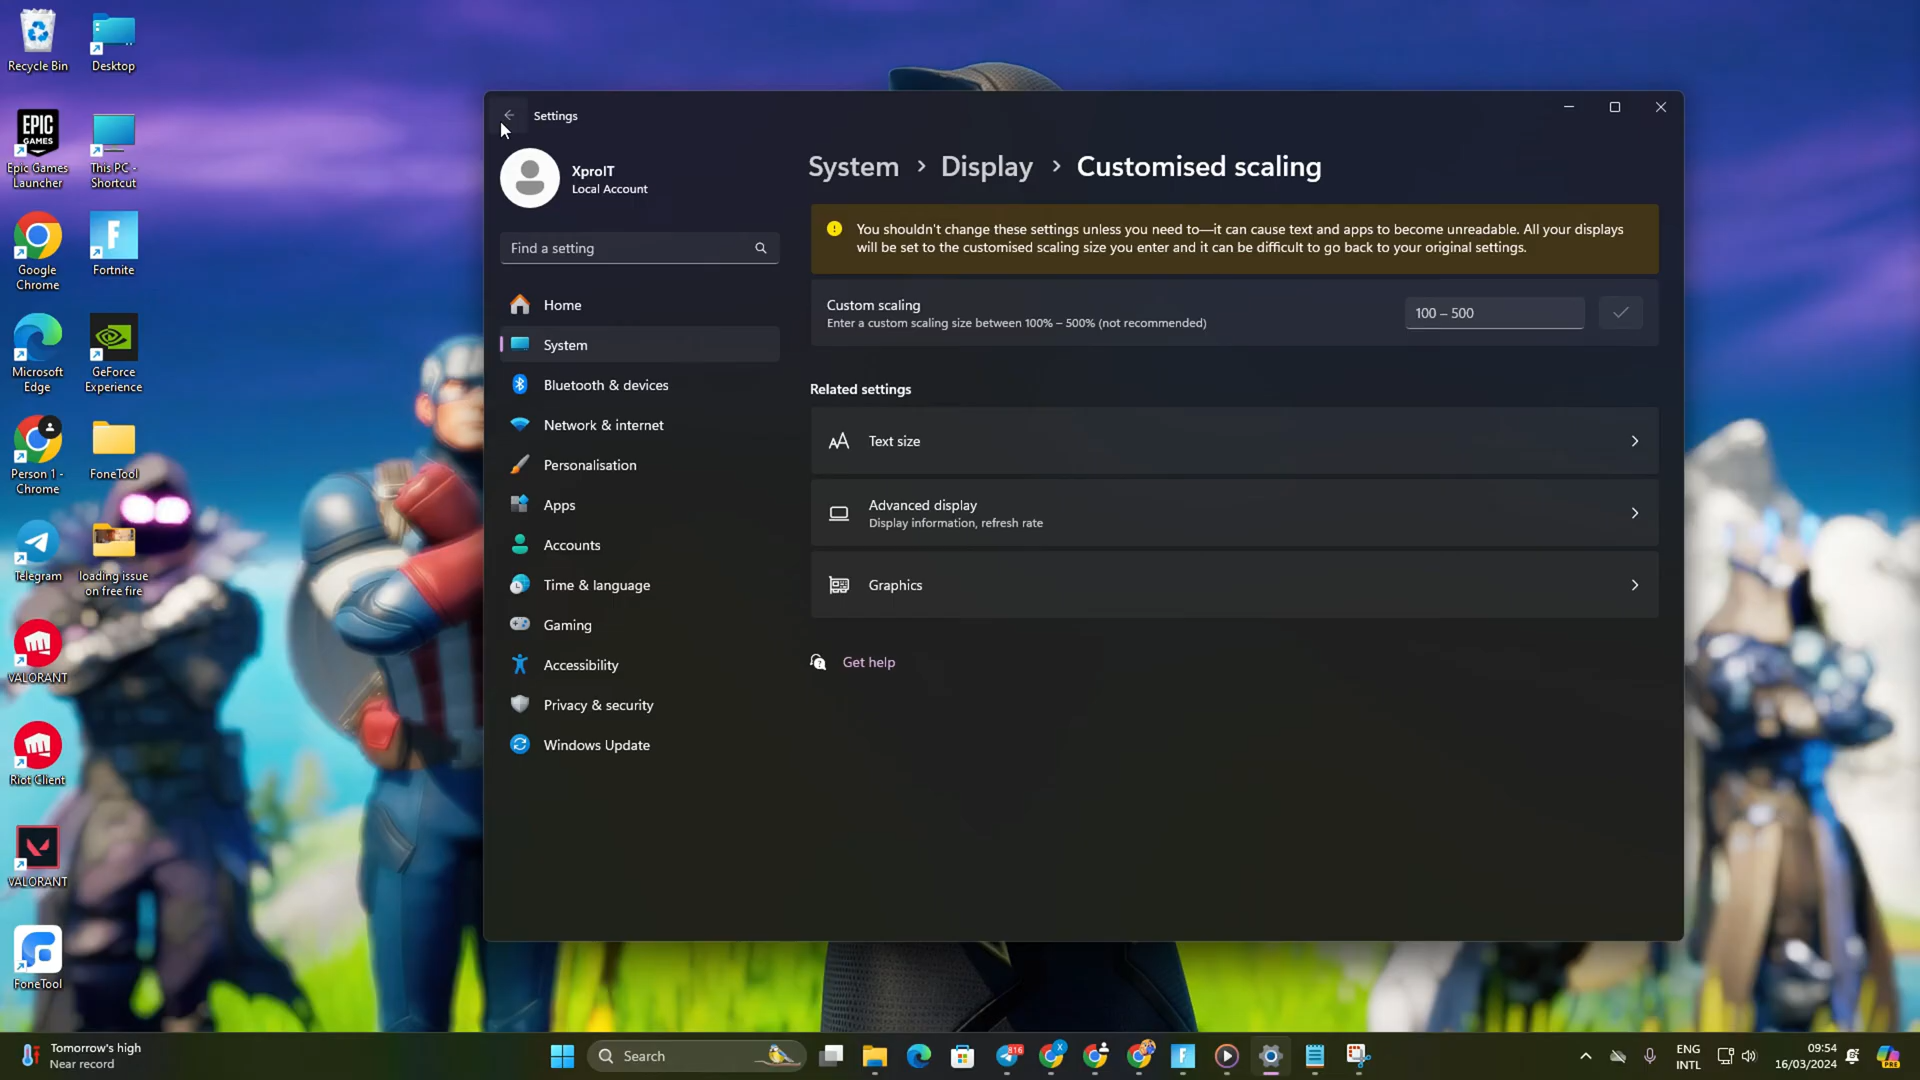 Recycle Bin
Desktop
EPIC
GAMES
Epic Games
Launcher
This PC -
Shortcut
Google
Chrome
Fortnite
Microsoft
Edge
GeForce
Experience
Person 1 -
Chrome
FoneTool
Telegram
loading issue
on free fire
VALORANT
Riot Client
VALORANT
FoneTool
Settings
XproIT
Local Account
Find a setting
Home
System
Bluetooth & devices
Network & internet
Personalisation
Apps
Accounts
Time & language
Gaming
Accessibility
Privacy & security
Windows Update
System > Display > Customised scaling
You shouldn't change these settings unless you need to—it can cause text and apps to become unreadable. All your displays
will be set to the customised scaling size you enter and it can be difficult to go back to your original settings.
Custom scaling
Enter a custom scaling size between 100% – 500% (not recommended)
100 – 500
Related settings
Text size
Advanced display
Display information, refresh rate
Graphics
Get help
Tomorrow's high
Near record
Search
816
X
ENG
INTL
09:54
16/03/2024
PRE